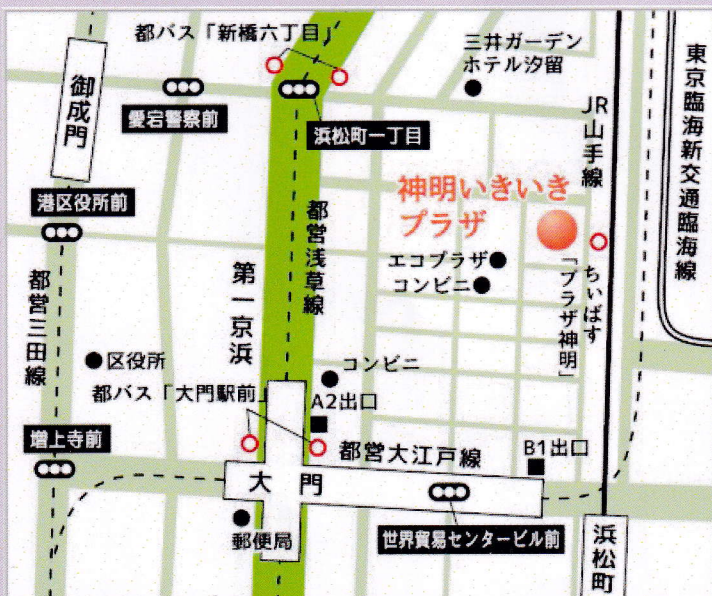 都バス「新橋六丁目」
三井ガーデン
ホテル汐留
御成門
愛宕警察前
浜松町一丁目
JR山手線
東京臨海新交通臨海線
港区役所前
神明いきいき
プラザ
都営浅草線
エコプラザ
コンビニ
ちぃばす
「プラザ神明」
都営三田線
第一京浜
区役所
コンビニ
都バス「大門駅前」
A2出口
増上寺前
都営大江戸線
B1出口
大門
郵便局
世界貿易センタービル前
浜松町